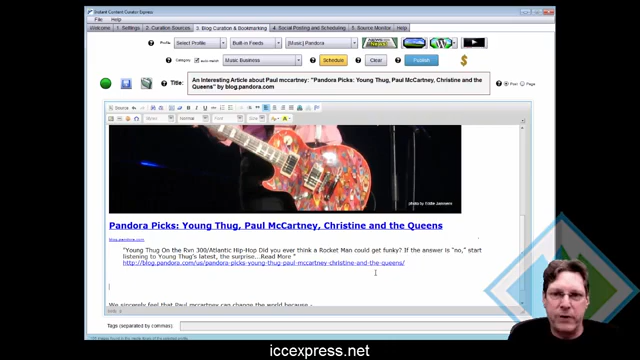 Instant Content Curator Express
File Help
Welcome 1. Settings 2. Curation Sources 3. Blog Curation & Bookmarking 4. Social Posting and Scheduling 5. Source Monitor Help
Profile Select Profile Built-in Feeds [Music] Pandora
Category Music Business Schedule Clear Publish $
Title: An Interesting Article about Paul mccartney: "Pandora Picks: Young Thug, Paul McCartney, Christine and the Queens" by blog.pandora.com Post Page
Source
Styles Normal Font Size
photo by Eddie Janssens
Pandora Picks: Young Thug, Paul McCartney, Christine and the Queens
blog.pandora.com
"Young Thug On the Rvn 300/Atlantic Hip-Hop Did you ever think a Rocket Man could get funky? If the answer is "no," start
listening to Young Thug's latest, the surprise...Read More "
http://blog.pandora.com/us/pandora-picks-young-thug-paul-mccartney-christine-and-the-queens/
We sincerely feel that Paul mccartney can change the world because -
Tags (separated by commas):
iccexpress.net